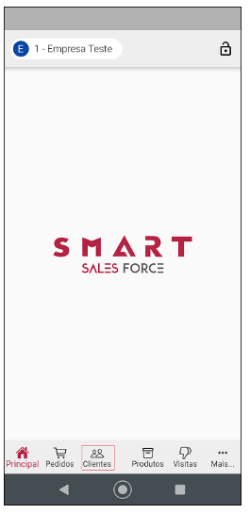 E 1 - Empresa Teste
SMART
SALES FORCE
Principal Pedidos Clientes Produtos Visitas Mais...